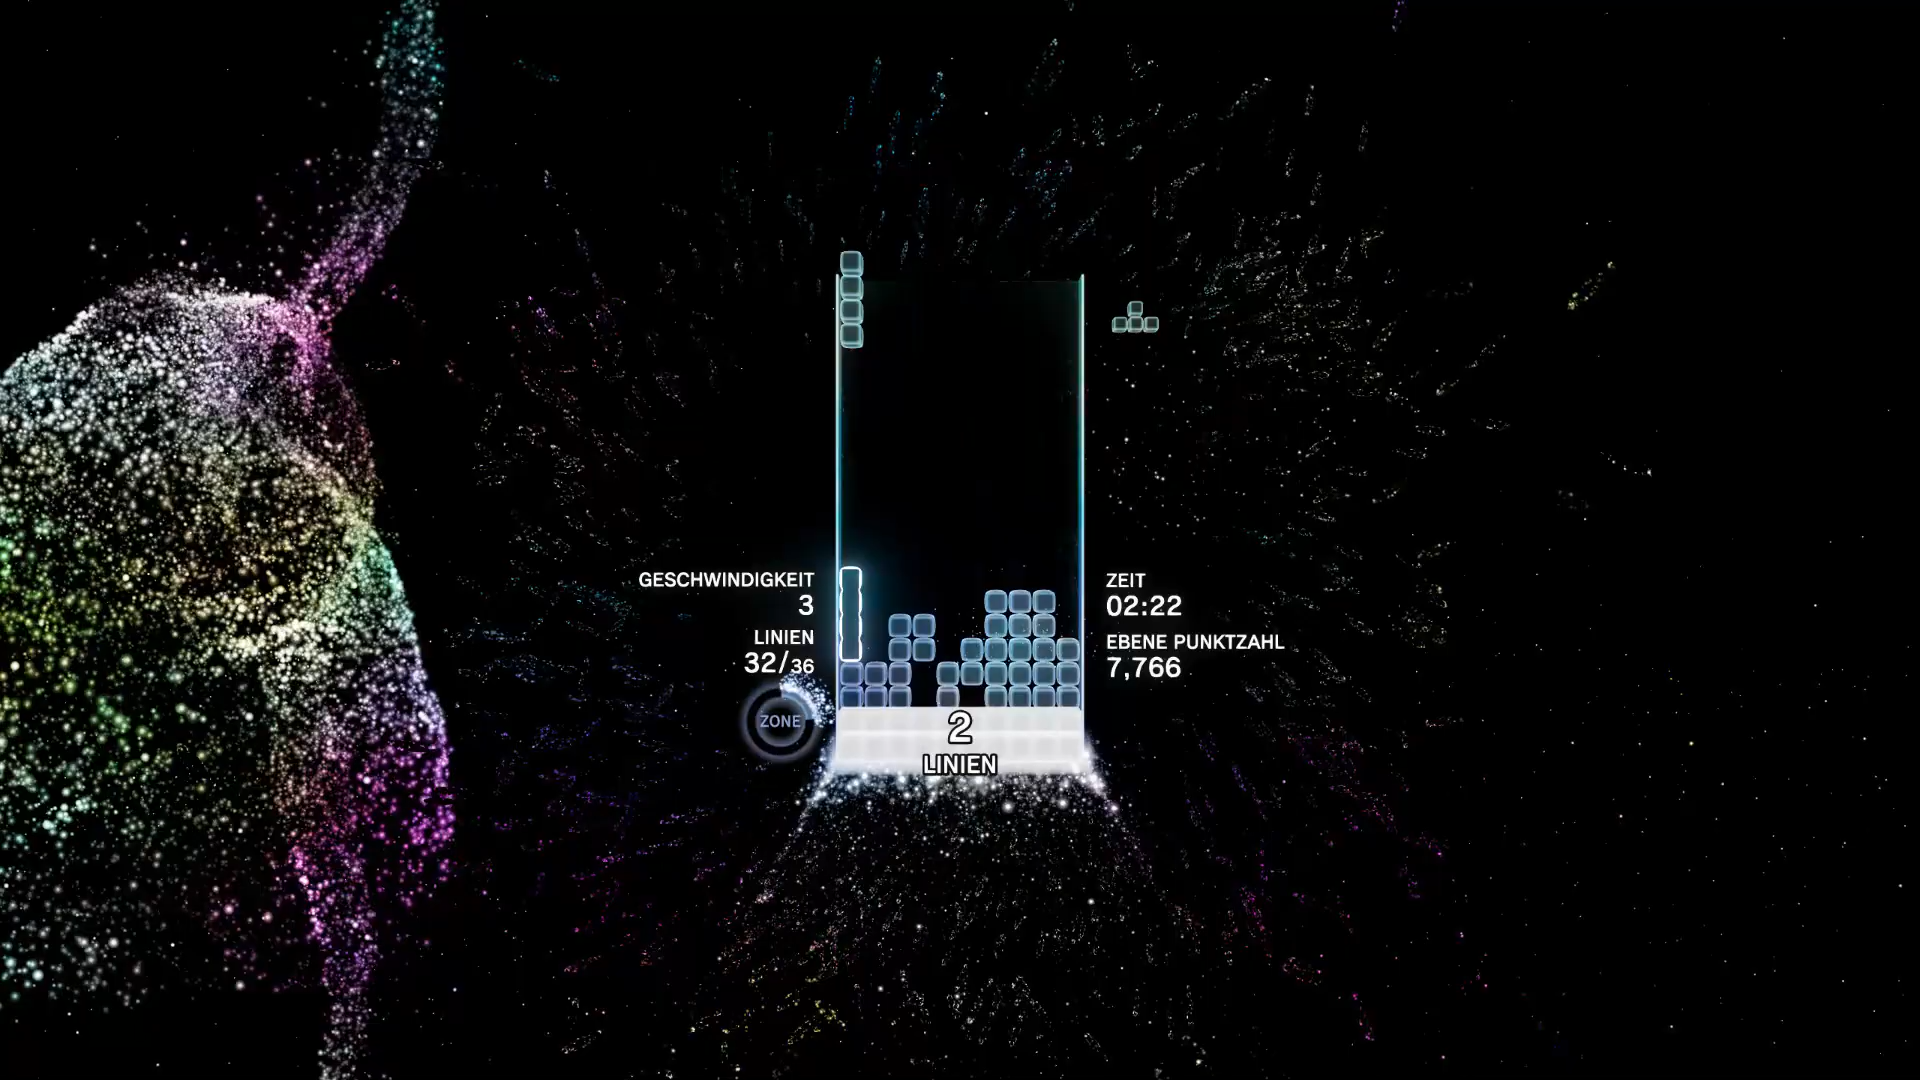 GESCHWINDIGKEIT
3
LINIEN
32/36
ZONE
2
LINIEN
ZEIT
02:22
EBENE PUNKTZAHL
7,766